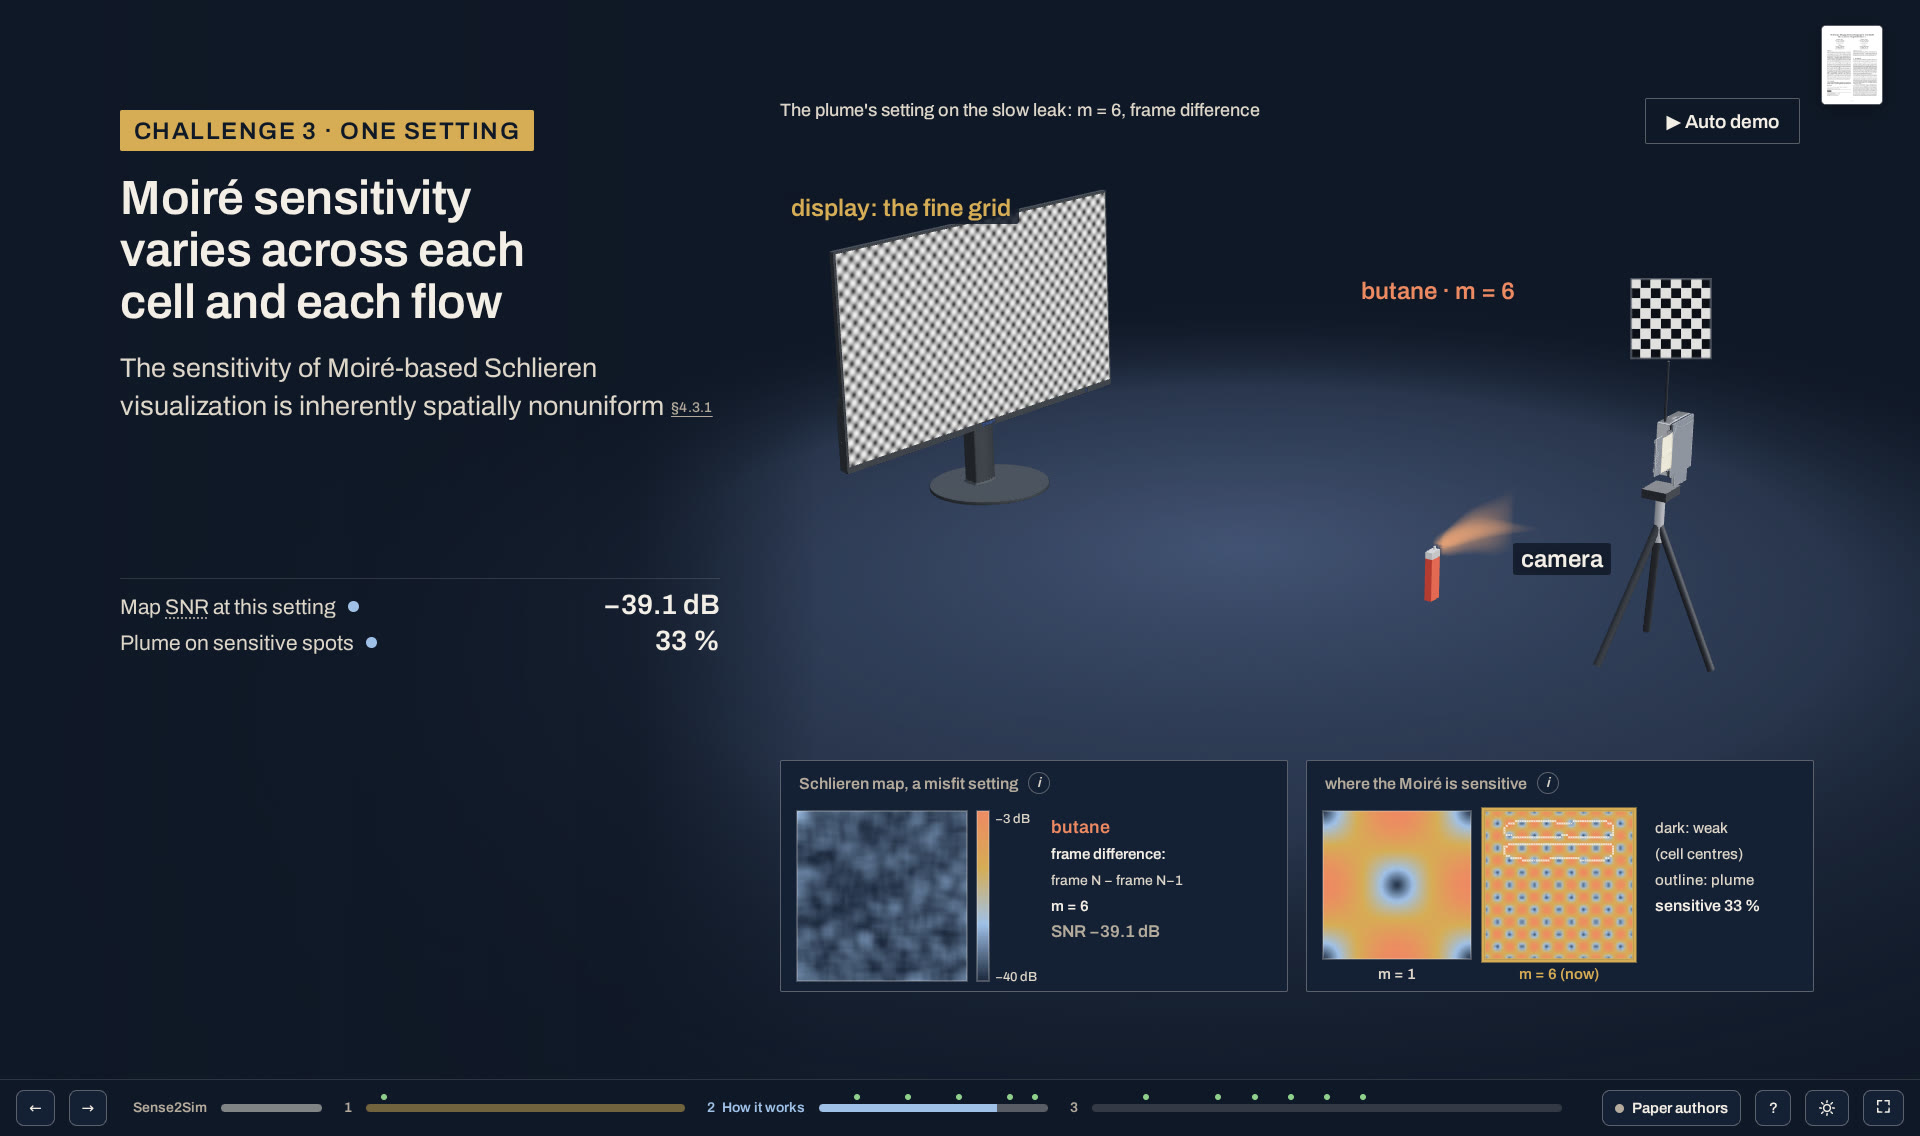 CHALLENGE 3 · ONE SETTING
Moiré sensitivity
varies across each
cell and each flow
The sensitivity of Moiré-based Schlieren
visualization is inherently spatially nonuniform §4.3.1
Map SNR at this setting
−39.1 dB
Plume on sensitive spots
33 %
The plume's setting on the slow leak: m = 6, frame difference
▶ Auto demo
display: the fine grid
butane · m = 6
camera
Schlieren map, a misfit setting i
−3 dB
−40 dB
butane
frame difference:
frame N − frame N−1
m = 6
SNR −39.1 dB
where the Moiré is sensitive i
m = 1
m = 6 (now)
dark: weak
(cell centres)
outline: plume
sensitive 33 %
← → Sense2Sim 1 2 How it works 3 Paper authors ?